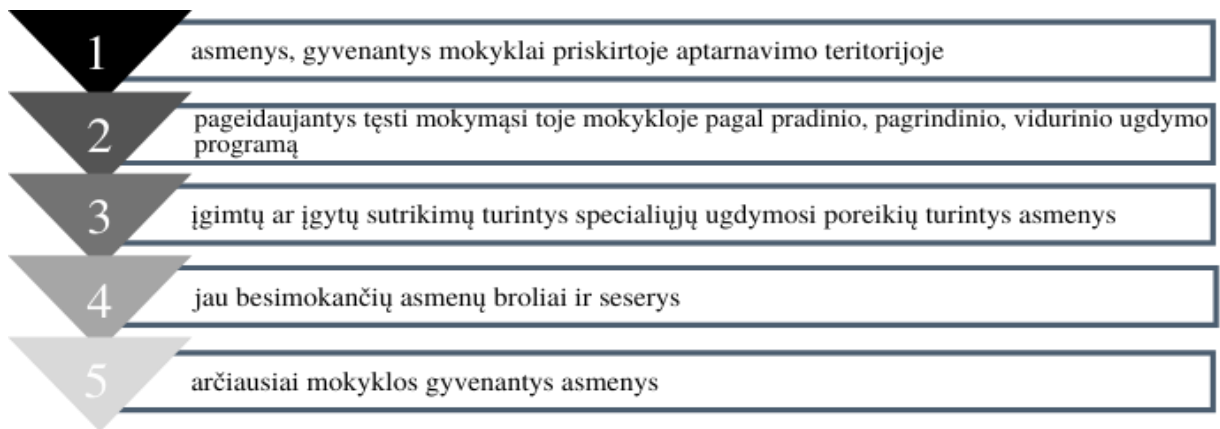 1
asmenys, gyvenantys mokyklai priskirtoje aptarnavimo teritorijoje
2
pageidaujantys tęsti mokymąsi toje mokykloje pagal pradinio, pagrindinio, vidurinio ugdymo
programą
3
įgimtų ar įgytų sutrikimų turintys specialiųjų ugdymosi poreikių turintys asmenys
4
jau besimokančių asmenų broliai ir seserys
5
arčiausiai mokyklos gyvenantys asmenys